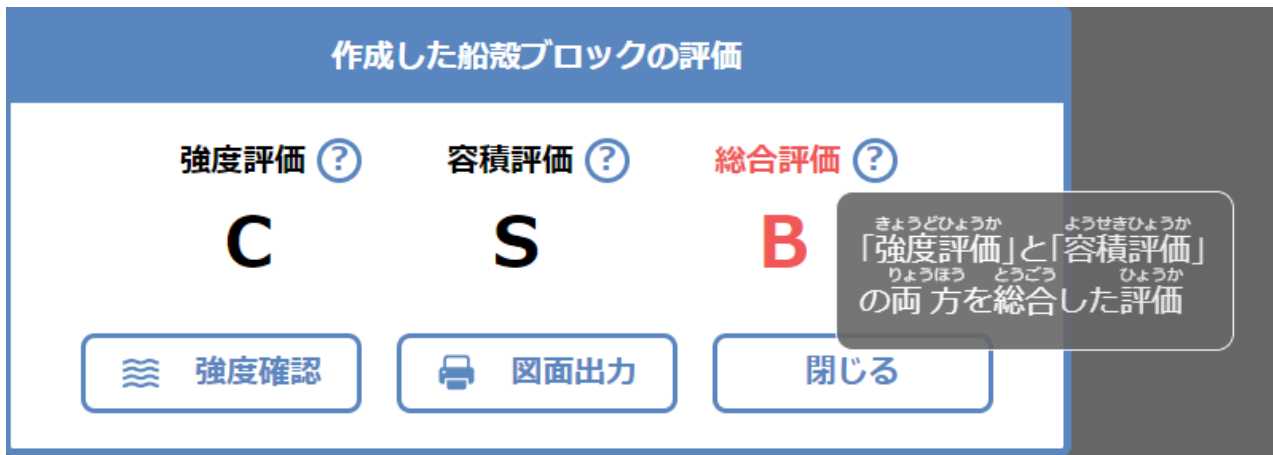 作成した船殻ブロックの評価
強度評価 ?
容積評価 ?
総合評価 ?
C
S
B
きょうどひょうか ようせきひょうか
「強度評価」と「容積評価」
りょうほう とうごう ひょうか
の両方を総合した評価
強度確認
図面出力
閉じる